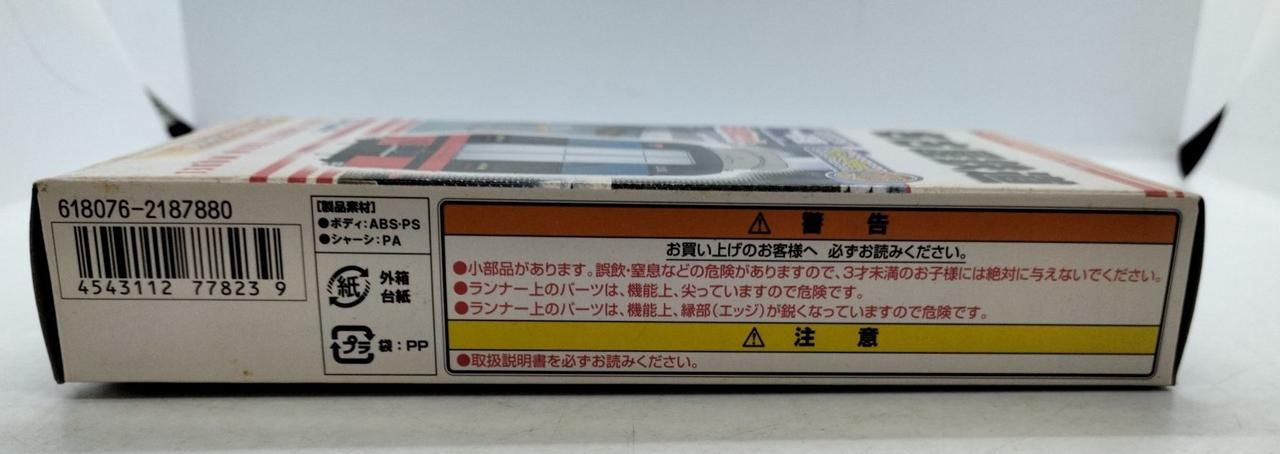 618076-2187880
4543112 77823 9
【製品素材】
●ボディ:ABS・PS
●シャーシ:PA
紙 外箱
台紙
プラ 袋:PP
警告
お買い上げのお客様へ 必ずお読みください。
●小部品があります。誤飲・窒息などの危険がありますので、3才未満のお子様には絶対に与えないでください。
●ランナー上のパーツは、機能上、尖っていますので危険です。
●ランナー上のパーツは、機能上、縁部(エッジ)が鋭くなっていますので危険です。
注意
●取扱説明書を必ずお読みください。